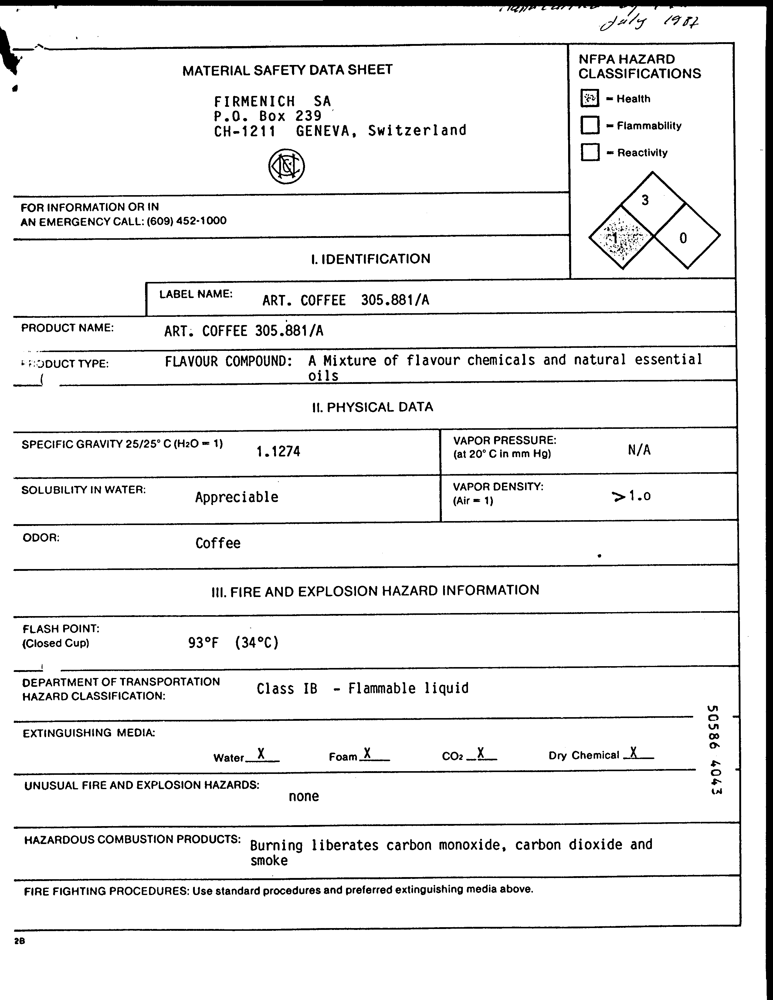 July 1982
MATERIAL SAFETY DATA SHEET
FIRMENICH SA
P.O. Box 239
CH-1211 GENEVA, Switzerland
NFPA HAZARD
CLASSIFICATIONS
= Health
= Flammability
= Reactivity
3
1 0
FOR INFORMATION OR IN
AN EMERGENCY CALL: (609) 452-1000
I. IDENTIFICATION
LABEL NAME: ART. COFFEE 305.881/A
PRODUCT NAME: ART. COFFEE 305.881/A
PRODUCT TYPE: FLAVOUR COMPOUND: A Mixture of flavour chemicals and natural essential
oils
II. PHYSICAL DATA
SPECIFIC GRAVITY 25/25° C (H2O = 1) 1.1274
VAPOR PRESSURE:
(at 20° C in mm Hg) N/A
SOLUBILITY IN WATER: Appreciable
VAPOR DENSITY:
(Air = 1) >1.0
ODOR: Coffee
III. FIRE AND EXPLOSION HAZARD INFORMATION
FLASH POINT:
(Closed Cup) 93°F (34°C)
DEPARTMENT OF TRANSPORTATION
HAZARD CLASSIFICATION: Class IB - Flammable liquid
EXTINGUISHING MEDIA:
Water X Foam X CO2 X Dry Chemical X
UNUSUAL FIRE AND EXPLOSION HAZARDS:
none
HAZARDOUS COMBUSTION PRODUCTS: Burning liberates carbon monoxide, carbon dioxide and
smoke
FIRE FIGHTING PROCEDURES: Use standard procedures and preferred extinguishing media above.
50586 4043
2B